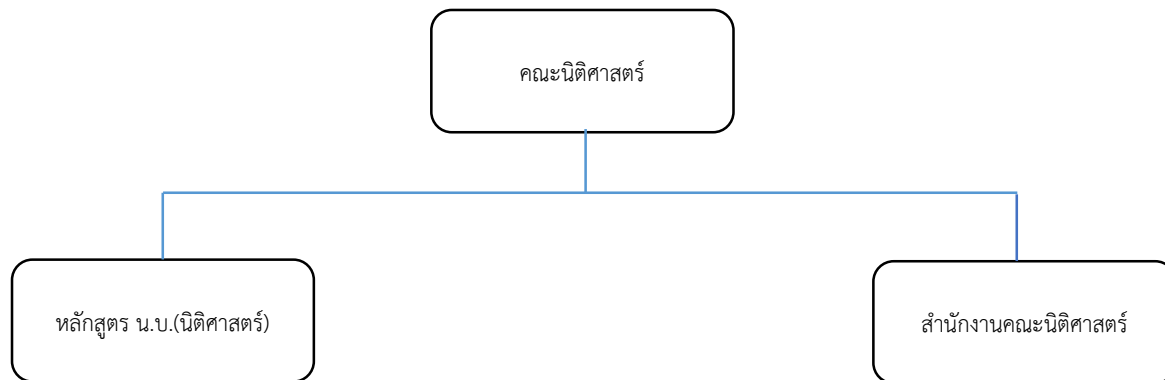 คณะนิติศาสตร์
หลักสูตร น.บ.(นิติศาสตร์)
สำนักงานคณะนิติศาสตร์